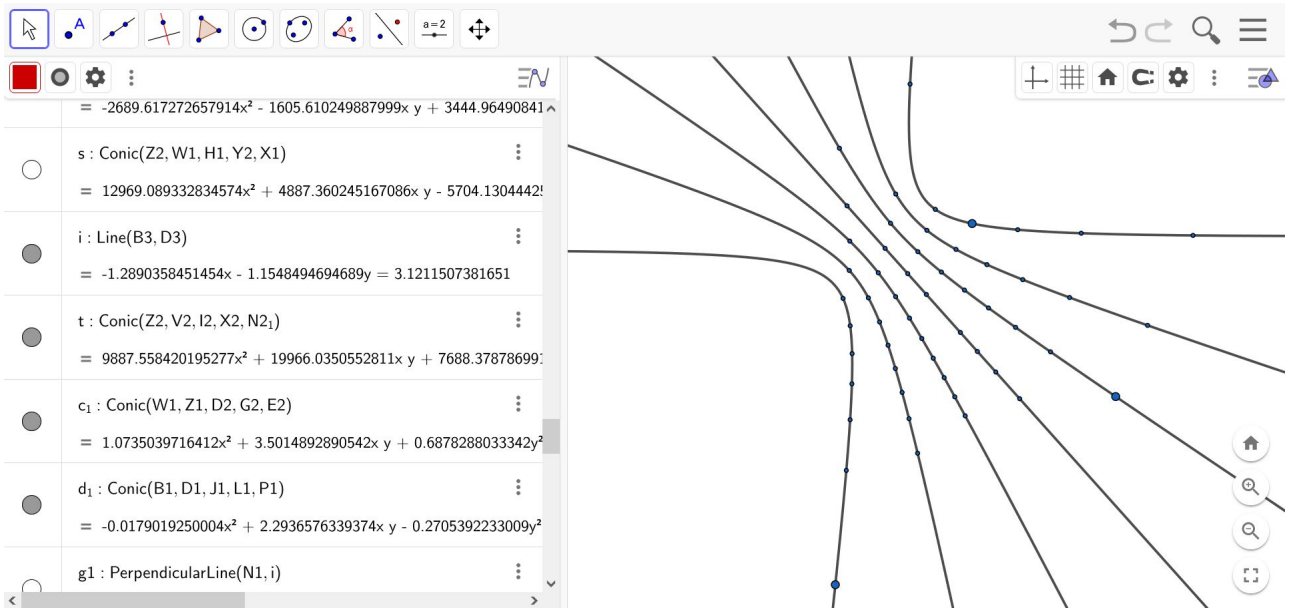 A
α
a=2
= -2689.617272657914x² - 1605.610249887999x y + 3444.96490841
s : Conic(Z2, W1, H1, Y2, X1)
= 12969.089332834574x² + 4887.360245167086x y - 5704.13044425
i : Line(B3, D3)
= -1.2890358451454x - 1.1548494694689y = 3.1211507381651
t : Conic(Z2, V2, I2, X2, N2₁)
= 9887.558420195277x² + 19966.0350552811x y + 7688.378786991
c₁ : Conic(W1, Z1, D2, G2, E2)
= 1.0735039716412x² + 3.5014892890542x y + 0.6878288033342y²
d₁ : Conic(B1, D1, J1, L1, P1)
= -0.0179019250004x² + 2.2936576339374x y - 0.2705392233009y²
g1 : PerpendicularLine(N1, i)